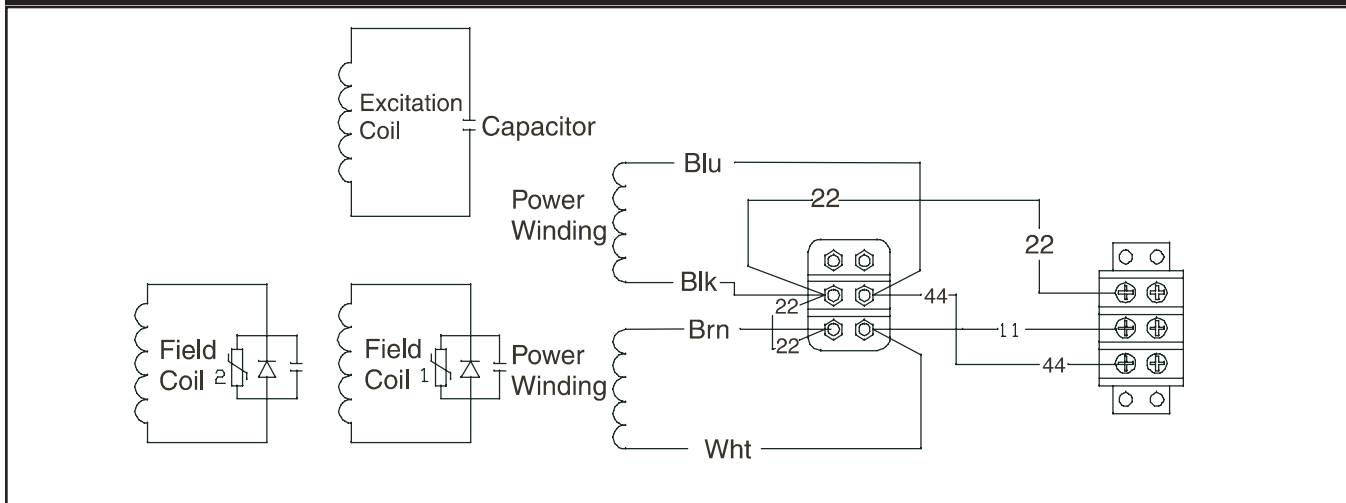 Excitation
Coil
Capacitor
Blu
Power
Winding
22
22
Blk
22
44
Field
Coil 2
Field
Coil 1
Power
Winding
Brn
22
11
44
Wht